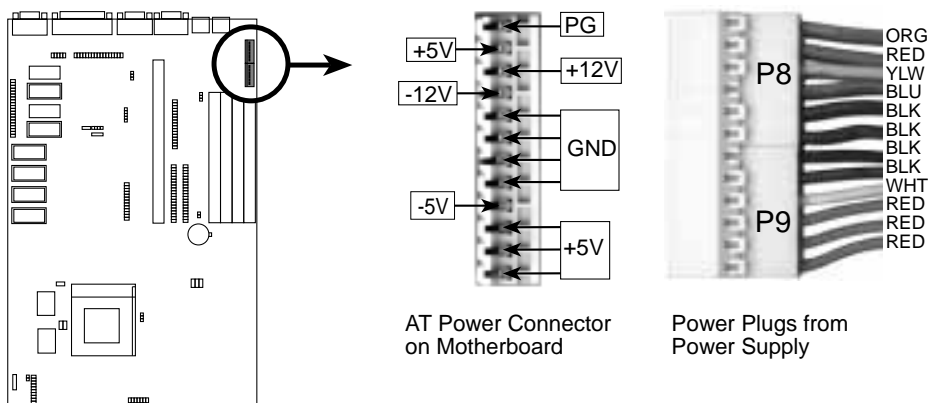 PG
+5V
+12V
-12V
GND
-5V
+5V
AT Power Connector
on Motherboard
P8
P9
ORG
RED
YLW
BLU
BLK
BLK
BLK
BLK
WHT
RED
RED
RED
Power Plugs from
Power Supply